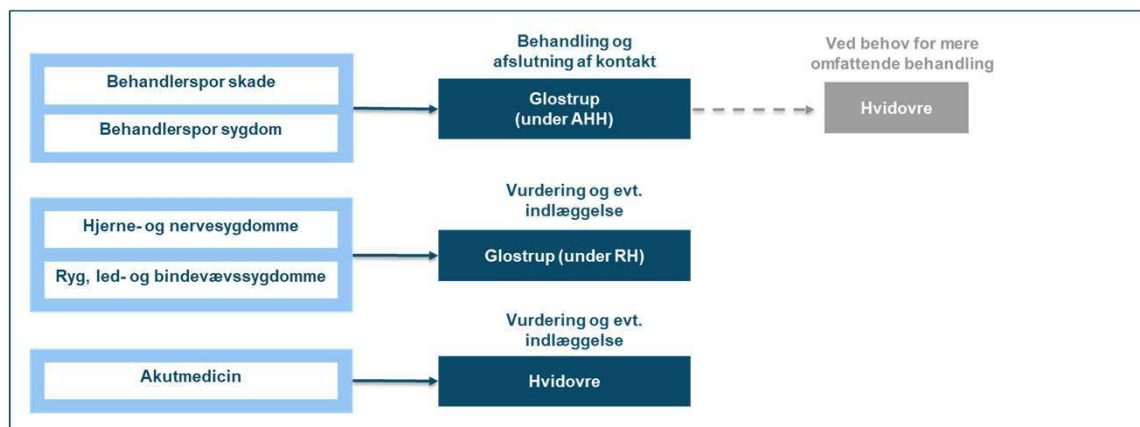 Behandling og
afslutning af kontakt
Ved behov for mere
omfattende behandling
Behandlerspor skade
Behandlerspor sygdom
Glostrup
(under AHH)
Hvidovre
Vurdering og evt.
indlæggelse
Hjerne- og nervesygdomme
Ryg, led- og bindevævssygdomme
Glostrup (under RH)
Vurdering og evt.
indlæggelse
Akutmedicin
Hvidovre